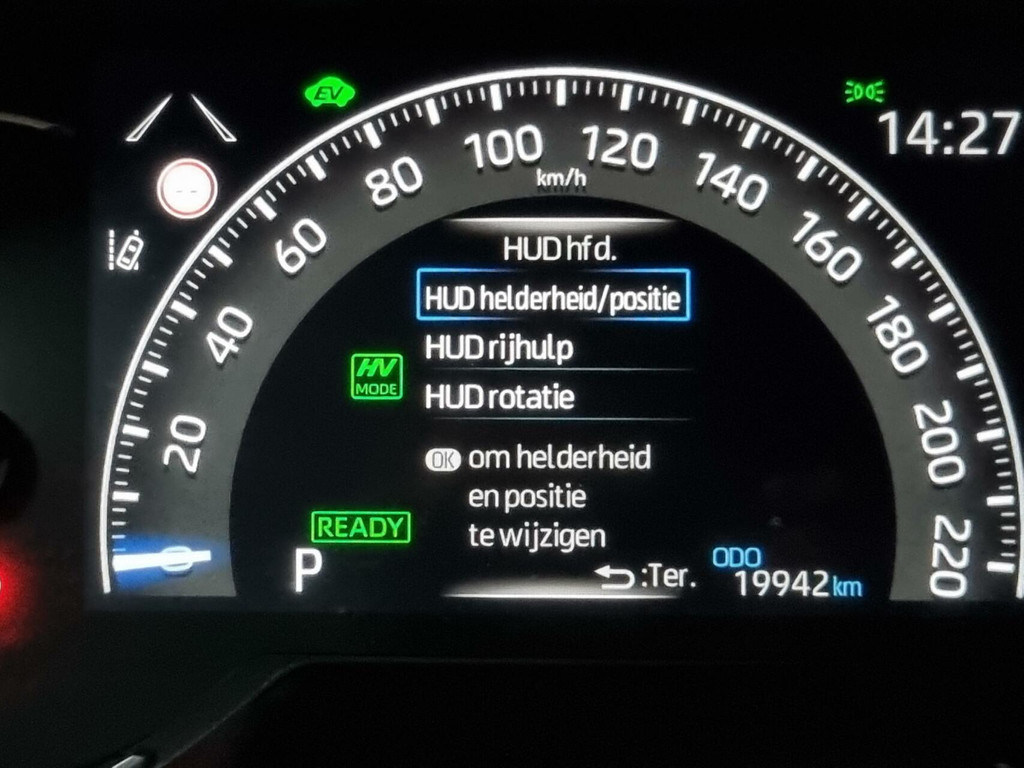 EV
14:27
20
40
60
80
100
120
140
160
180
200
220
km/h
HUD hfd.
HUD helderheid/positie
HUD rijhulp
HUD rotatie
HV
MODE
OK om helderheid
en positie
te wijzigen
READY
P
:Ter.
ODO
19942 km